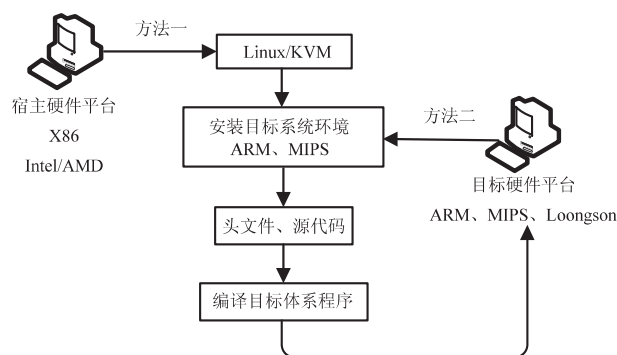 方法一
Linux/KVM
宿主硬件平台
X86
Intel/AMD
安装目标系统环境
ARM、MIPS
方法二
目标硬件平台
ARM、MIPS、Loongson
头文件、源代码
编译目标体系程序